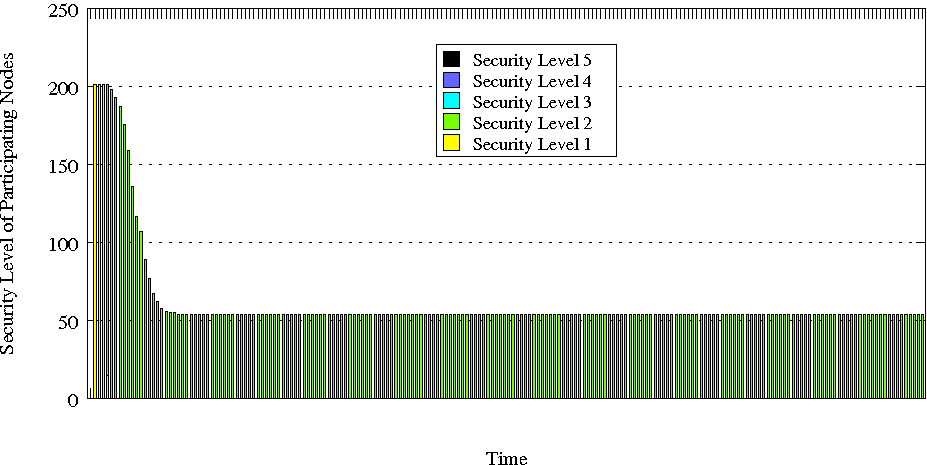 250
200
150
100
50
0
Security Level of Participating Nodes
Security Level 5
Security Level 4
Security Level 3
Security Level 2
Security Level 1
Time